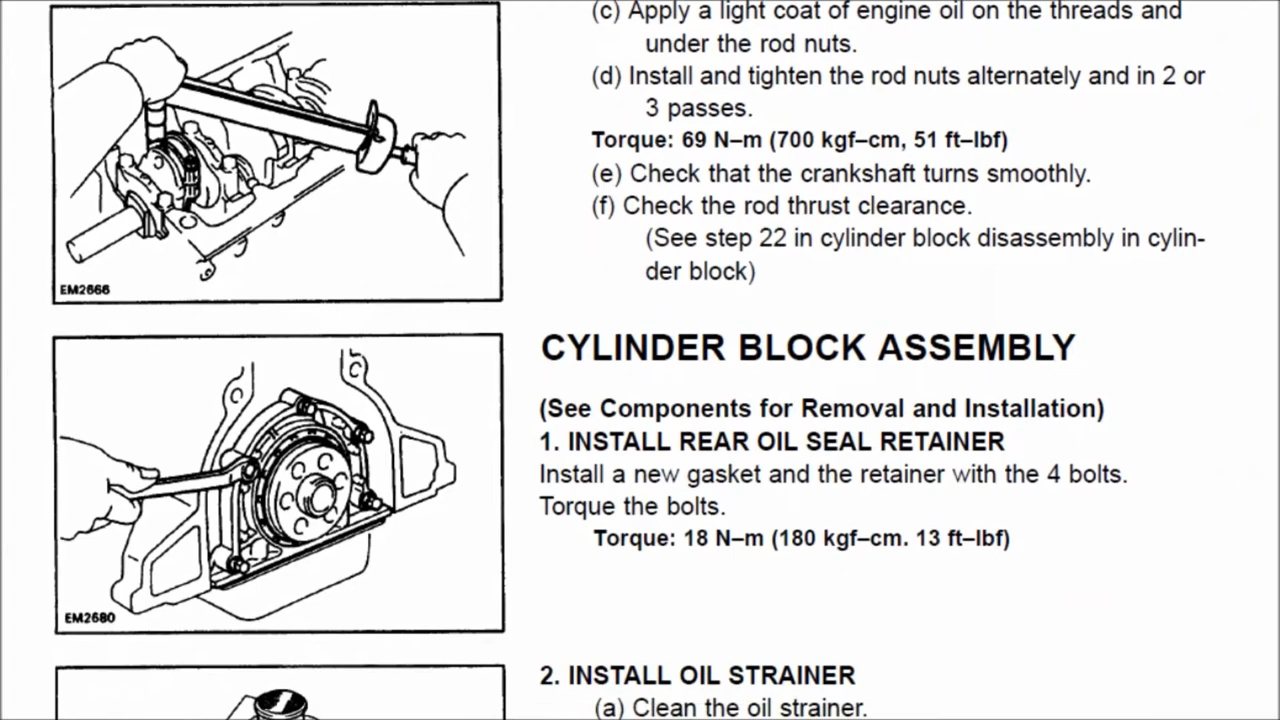 (c) Apply a light coat of engine oil on the threads and
under the rod nuts.
(d) Install and tighten the rod nuts alternately and in 2 or
3 passes.
Torque: 69 N–m (700 kgf–cm, 51 ft–lbf)
(e) Check that the crankshaft turns smoothly.
(f) Check the rod thrust clearance.
(See step 22 in cylinder block disassembly in cylin-
der block)
EM2666
CYLINDER BLOCK ASSEMBLY
(See Components for Removal and Installation)
1. INSTALL REAR OIL SEAL RETAINER
Install a new gasket and the retainer with the 4 bolts.
Torque the bolts.
Torque: 18 N–m (180 kgf–cm. 13 ft–lbf)
EM2680
2. INSTALL OIL STRAINER
(a) Clean the oil strainer.